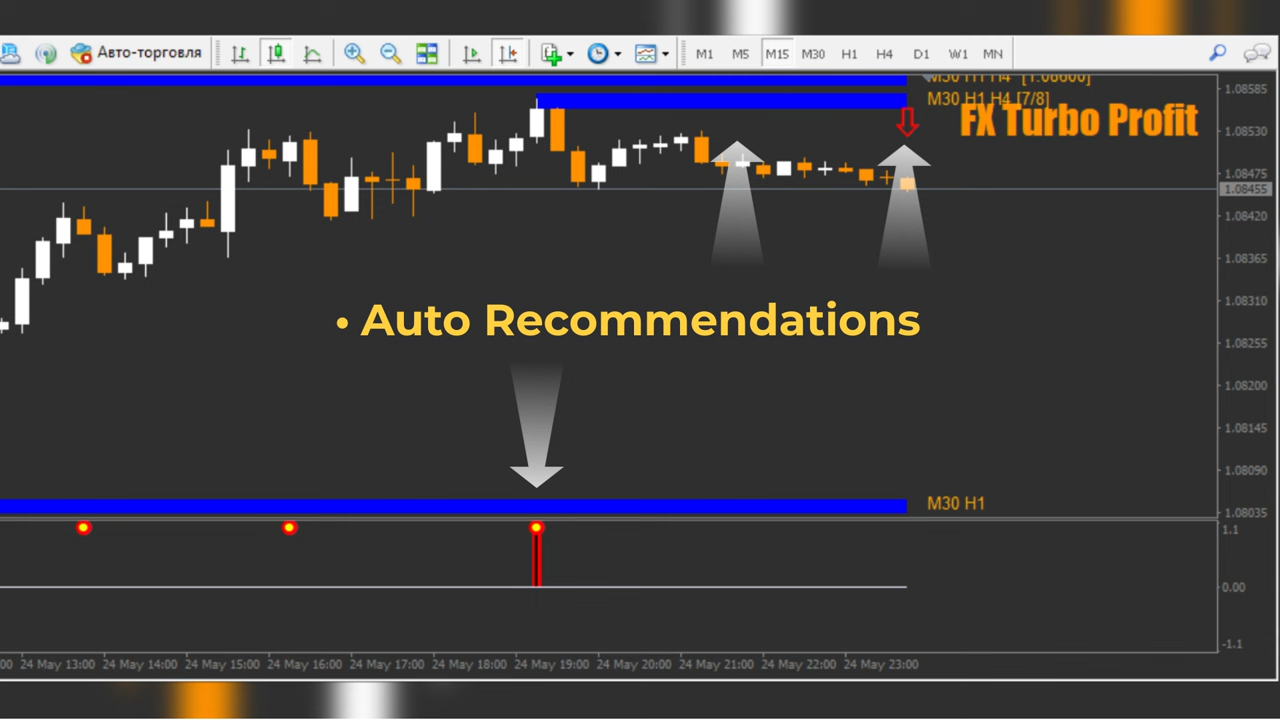 Авто-торговля
M1 M5 M15 M30 H1 H4 D1 W1 MN
M30 H1 H4 [1.08600]
M30 H1 H4 [7/8]
FX Turbo Profit
1.08585
1.08530
1.08475
1.08455
1.08420
1.08365
1.08310
1.08255
1.08200
1.08145
1.08090
1.08035
• Auto Recommendations
M30 H1
1.1
0.00
-1.1
24 May 13:00 24 May 14:00 24 May 15:00 24 May 16:00 24 May 17:00 24 May 18:00 24 May 19:00 24 May 20:00 24 May 21:00 24 May 22:00 24 May 23:00